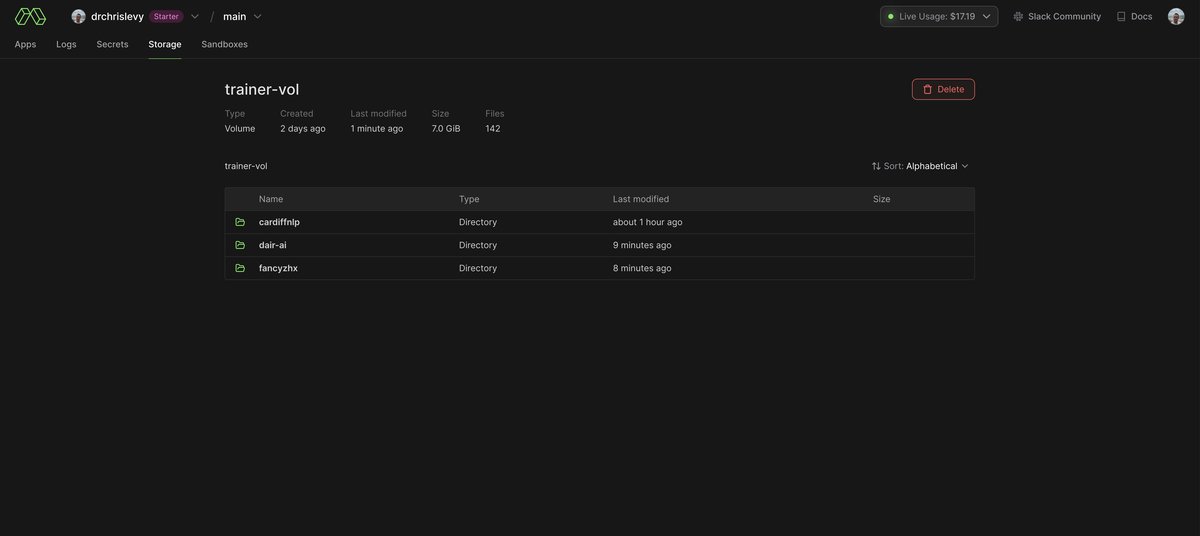 drchrislevy Starter / main Live Usage: $17.19 Slack Community Docs
Apps Logs Secrets Storage Sandboxes
trainer-vol Delete
Type Created Last modified Size Files
Volume 2 days ago 1 minute ago 7.0 GiB 142
trainer-vol Sort: Alphabetical
Name Type Last modified Size
cardiffnlp Directory about 1 hour ago
dair-ai Directory 9 minutes ago
fancyzhx Directory 8 minutes ago